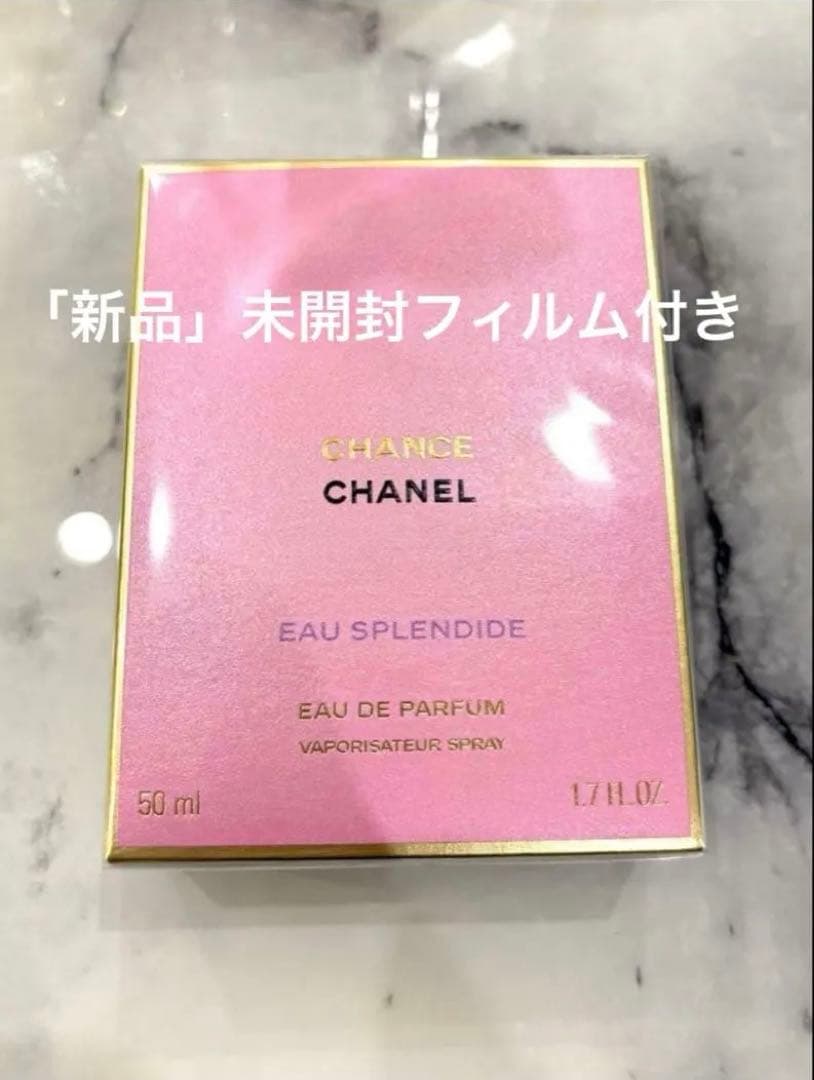 「新品」未開封フィルム付き
CHANCE
CHANEL
EAU SPLENDIDE
EAU DE PARFUM
VAPORISATEUR SPRAY
50 ml 1.7 FL.OZ.